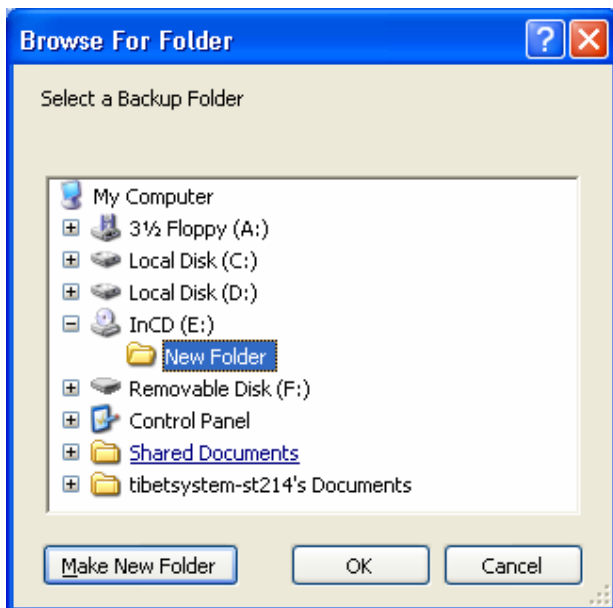 Browse For Folder
Select a Backup Folder
My Computer
3½ Floppy (A:)
Local Disk (C:)
Local Disk (D:)
InCD (E:)
New Folder
Removable Disk (F:)
Control Panel
Shared Documents
tibetsystem-st214's Documents
Make New Folder OK Cancel